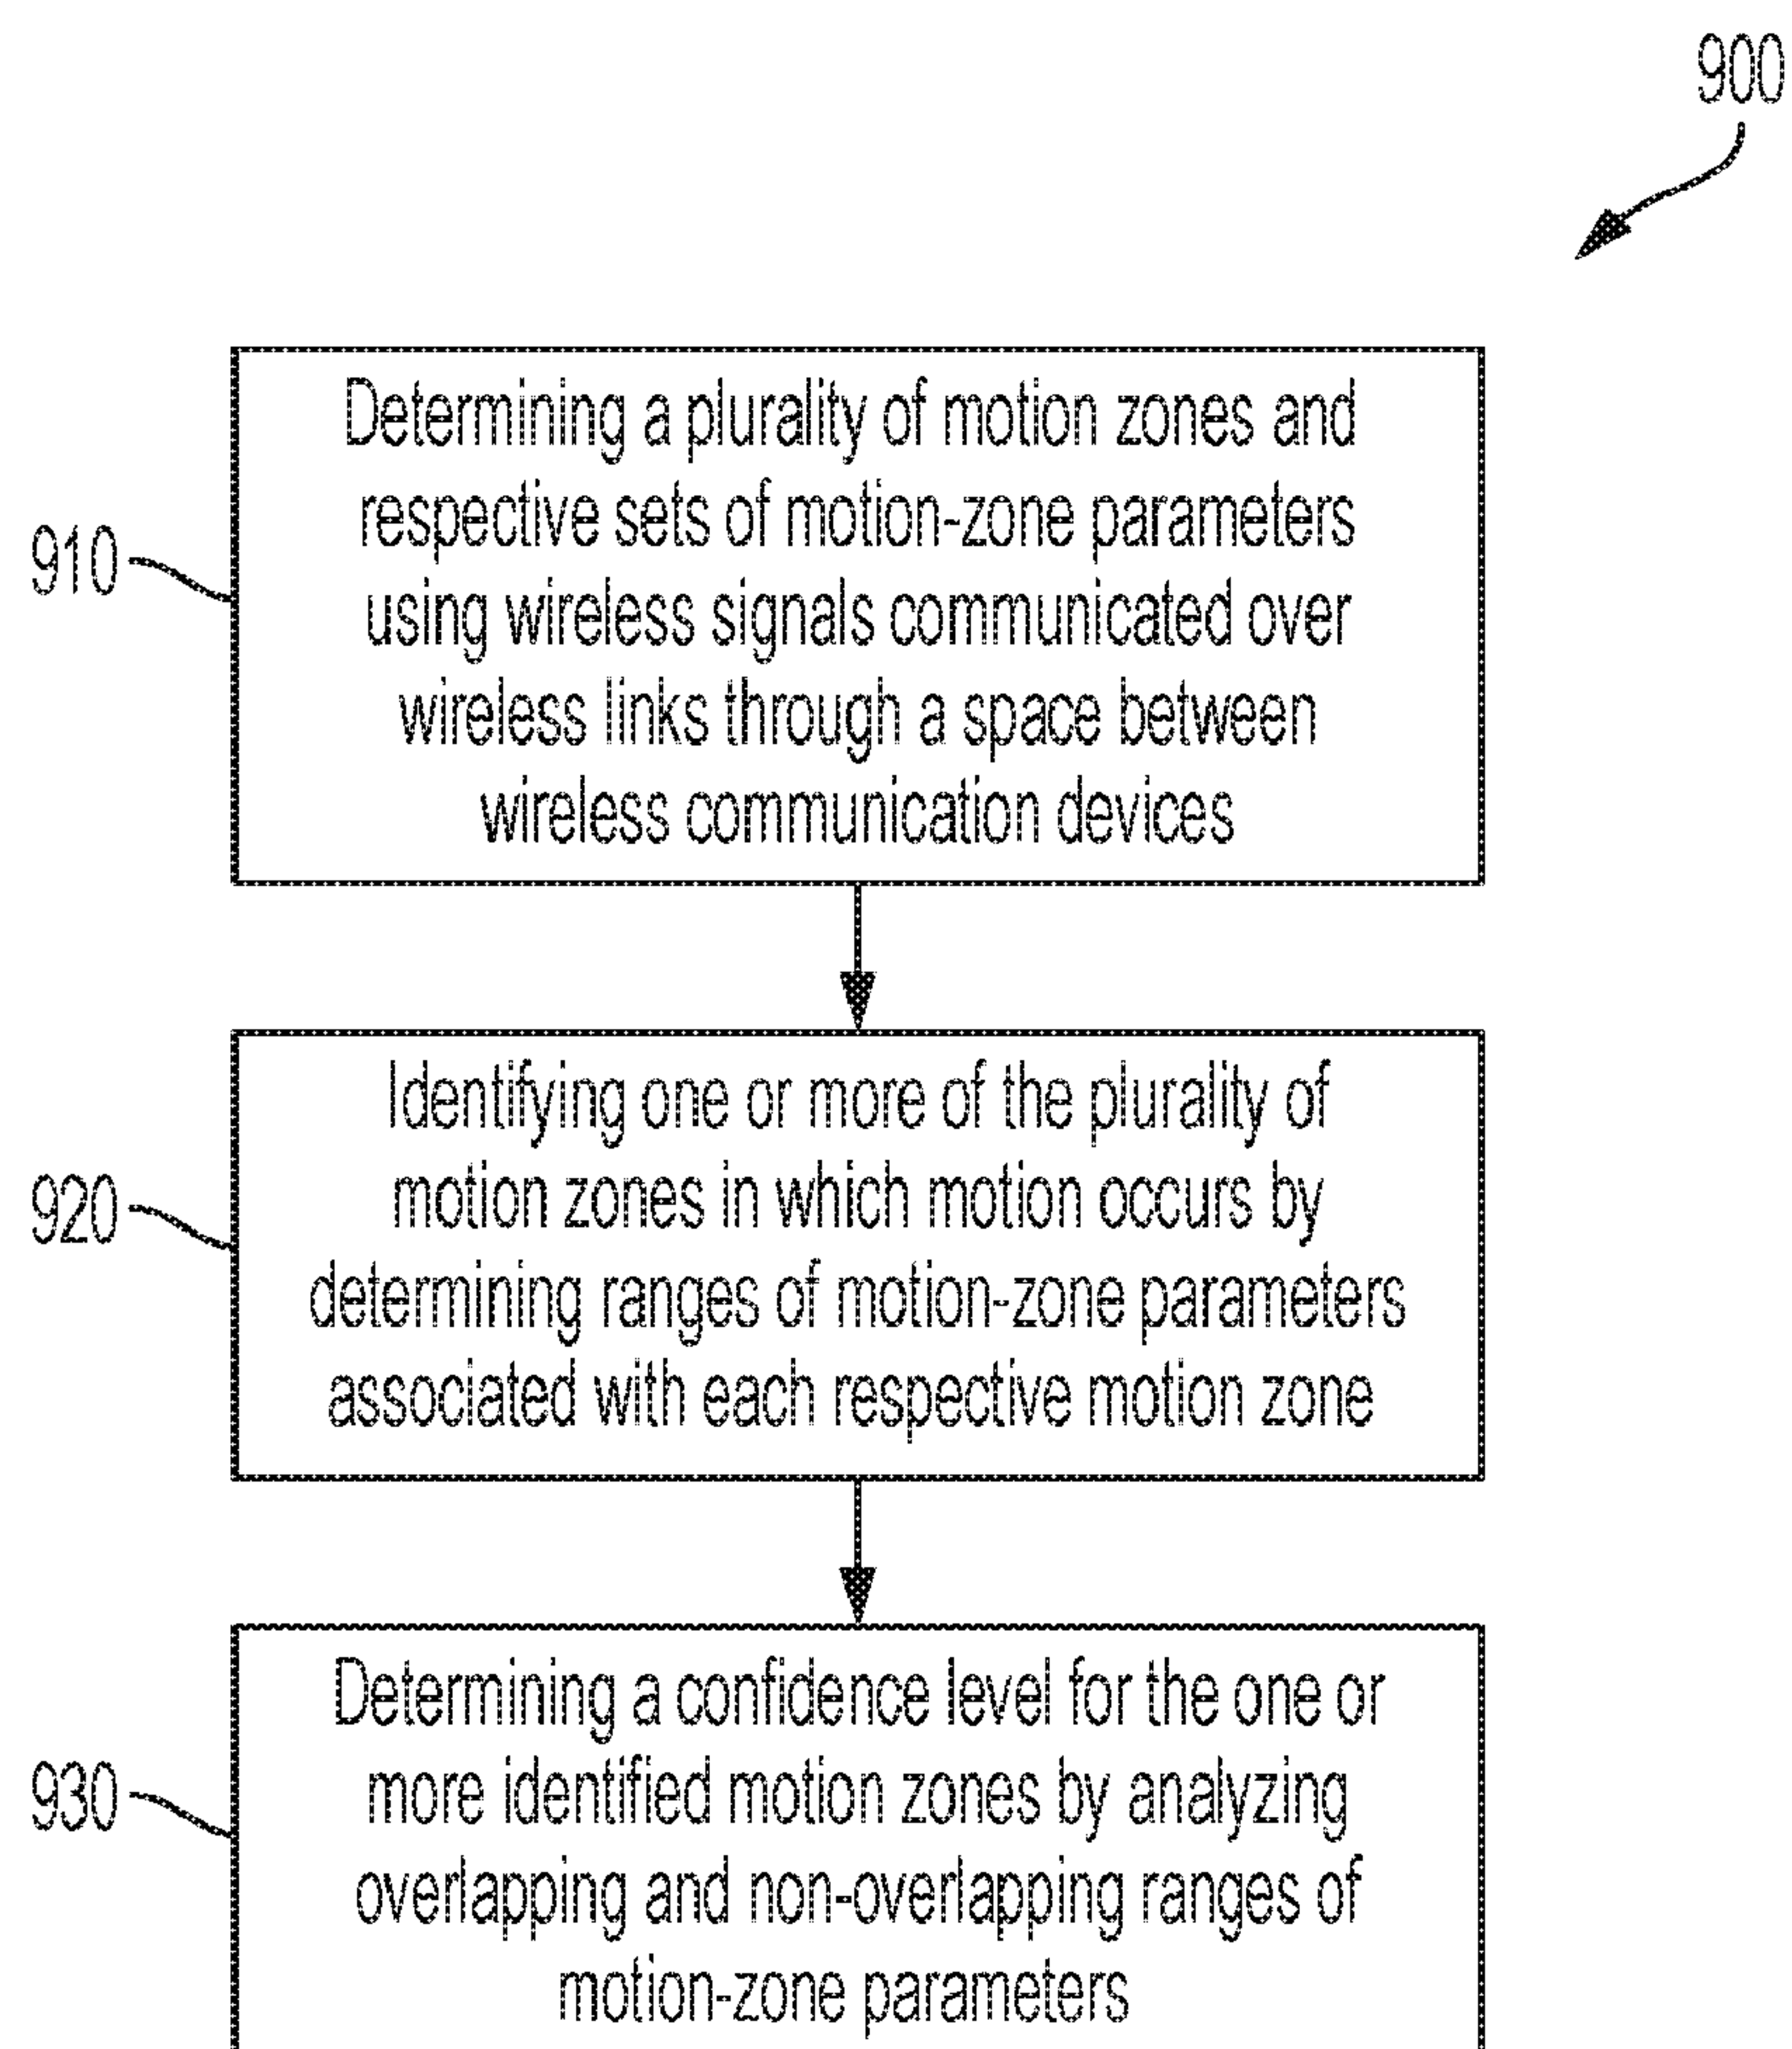 900
Determining a plurality of motion zones and
respective sets of motion-zone parameters
using wireless signals communicated over
wireless links through a space between
wireless communication devices
910
Identifying one or more of the plurality of
motion zones in which motion occurs by
determining ranges of motion-zone parameters
associated with each respective motion zone
920
Determining a confidence level for the one or
more identified motion zones by analyzing
overlapping and non-overlapping ranges of
motion-zone parameters
930